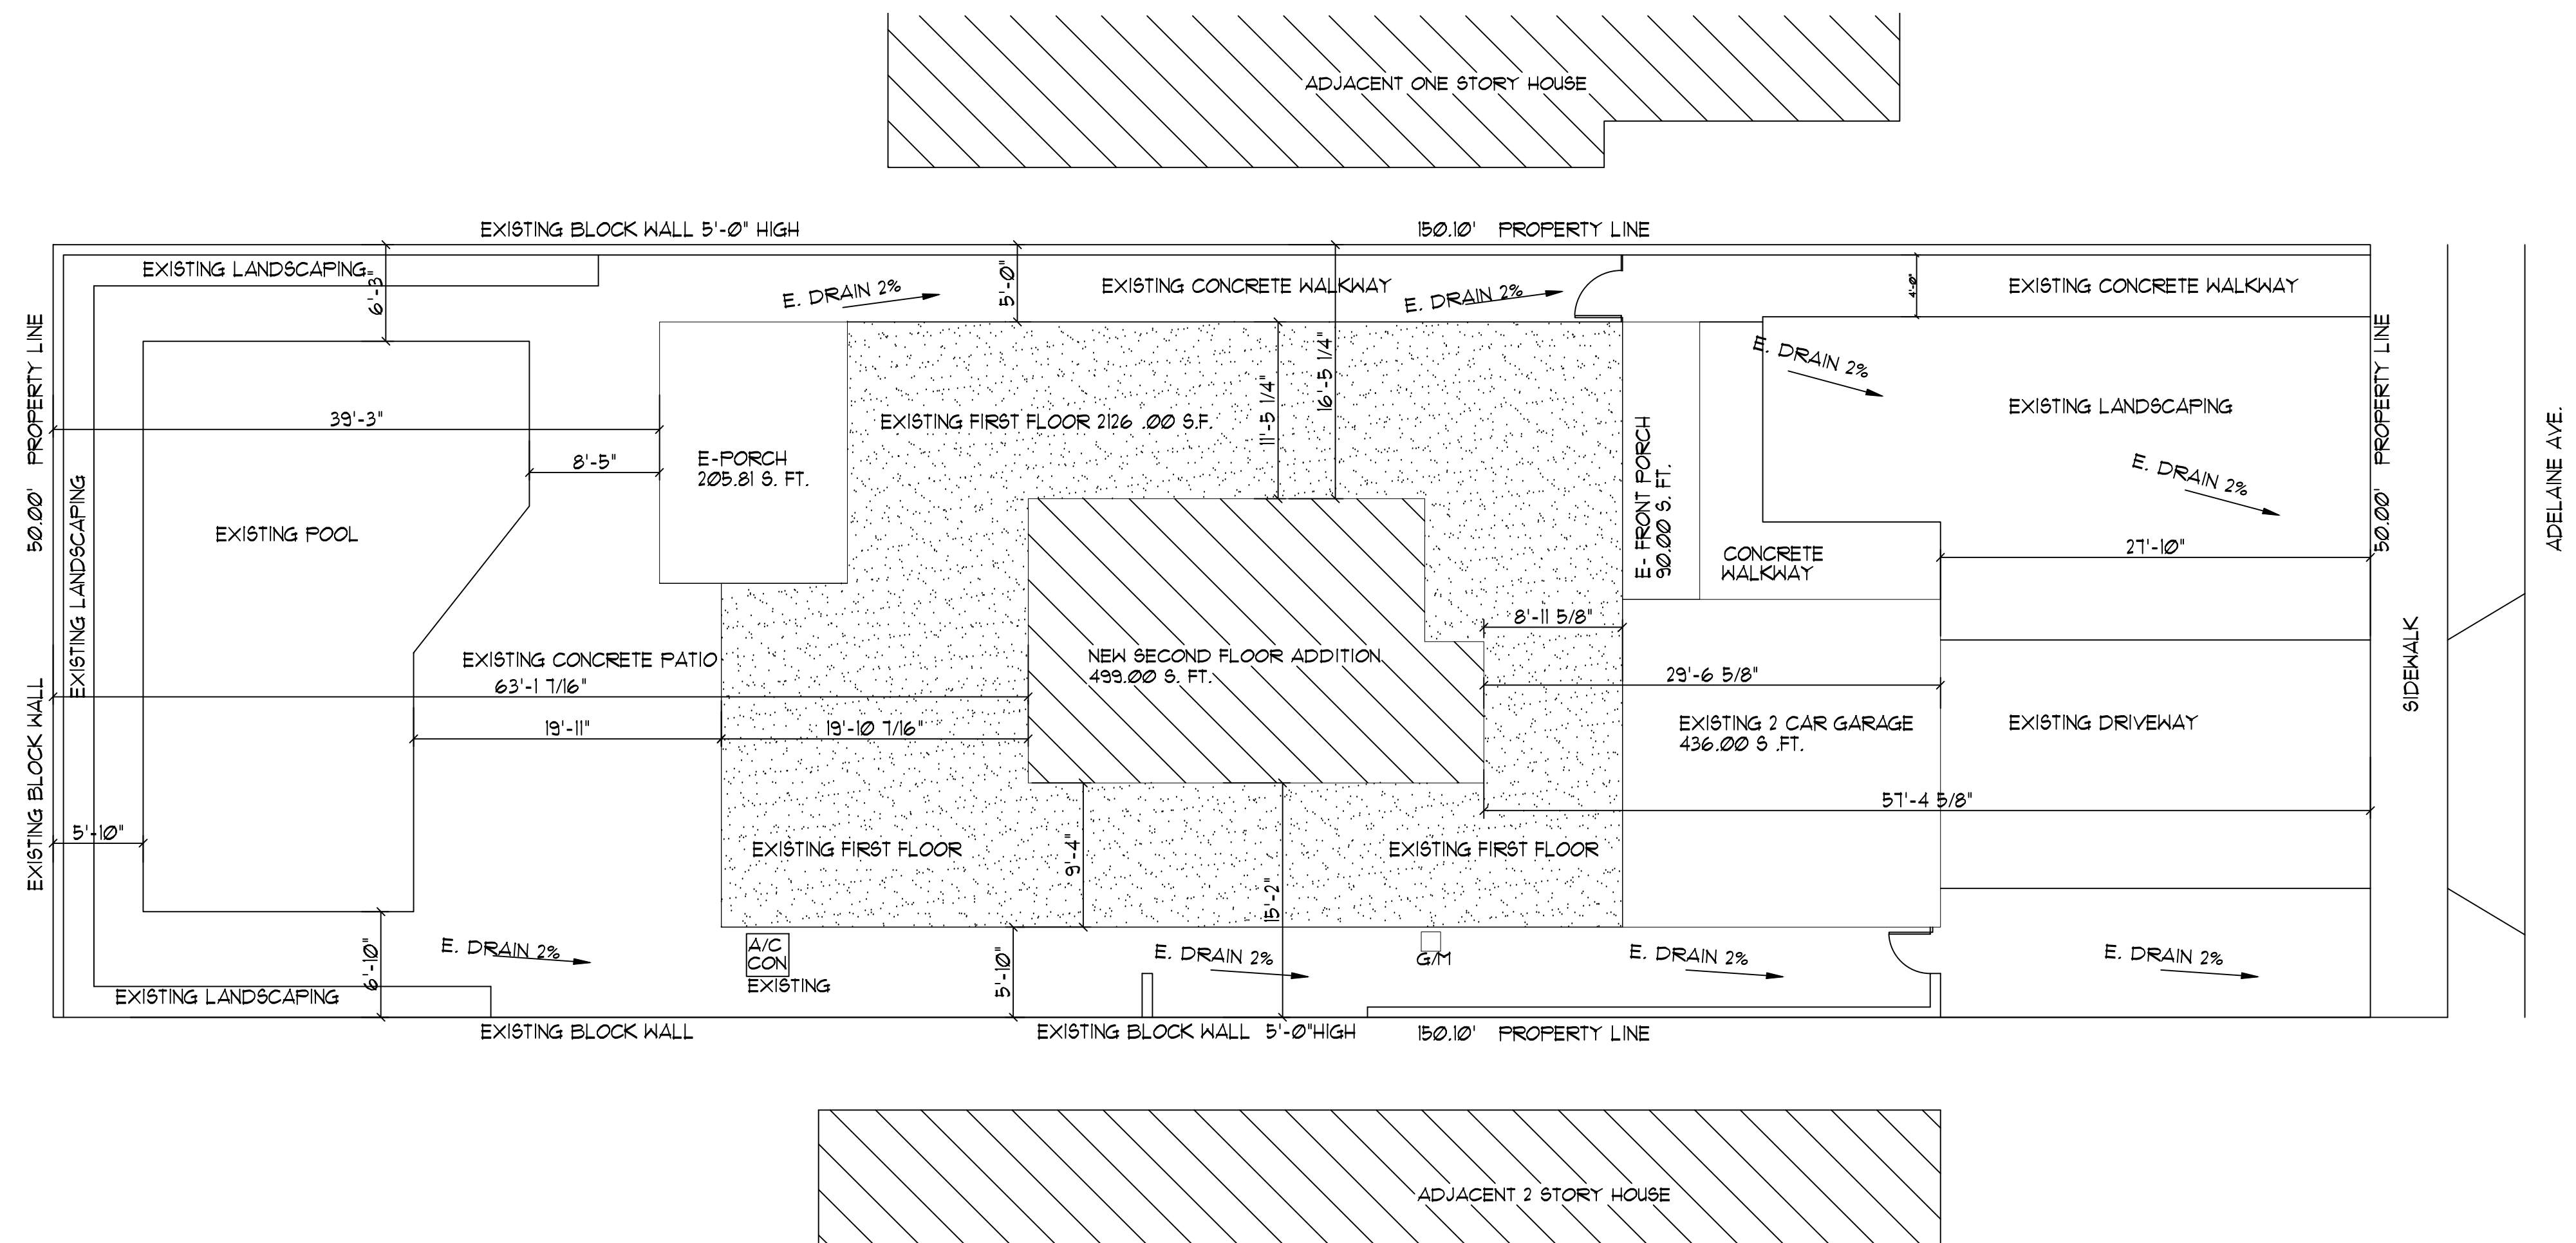 ADJACENT ONE STORY HOUSE
EXISTING BLOCK WALL 5'-0" HIGH
150.10' PROPERTY LINE
EXISTING LANDSCAPING
6'-3"
E. DRAIN 2%
5'-0"
EXISTING CONCRETE WALKWAY
E. DRAIN 2%
4'-0"
EXISTING CONCRETE WALKWAY
50.00' PROPERTY LINE
E. DRAIN 2%
50.00' PROPERTY LINE
39'-3"
EXISTING FIRST FLOOR 2126 .00 S.F.
11'-5 1/4"
16'-5 1/4"
EXISTING LANDSCAPING
ADELAINE AVE.
8'-5"
E-PORCH
205.81 S. FT.
E- FRONT PORCH
90.00 S. FT.
E. DRAIN 2%
EXISTING LANDSCAPING
EXISTING POOL
CONCRETE
WALKWAY
27'-10"
8'-11 5/8"
EXISTING CONCRETE PATIO
NEW SECOND FLOOR ADDITION
499.00 S. FT.
63'-1 7/16"
29'-6 5/8"
SIDEWALK
19'-11"
19'-10 7/16"
EXISTING 2 CAR GARAGE
436.00 S .FT.
EXISTING DRIVEWAY
EXISTING BLOCK WALL
57'-4 5/8"
5'-10"
EXISTING FIRST FLOOR
9'-4"
EXISTING FIRST FLOOR
15'-2"
6'-10"
E. DRAIN 2%
A/C
CON
EXISTING
5'-10"
E. DRAIN 2%
G/M
E. DRAIN 2%
E. DRAIN 2%
EXISTING LANDSCAPING
EXISTING BLOCK WALL
EXISTING BLOCK WALL 5'-0"HIGH
150.10' PROPERTY LINE
ADJACENT 2 STORY HOUSE